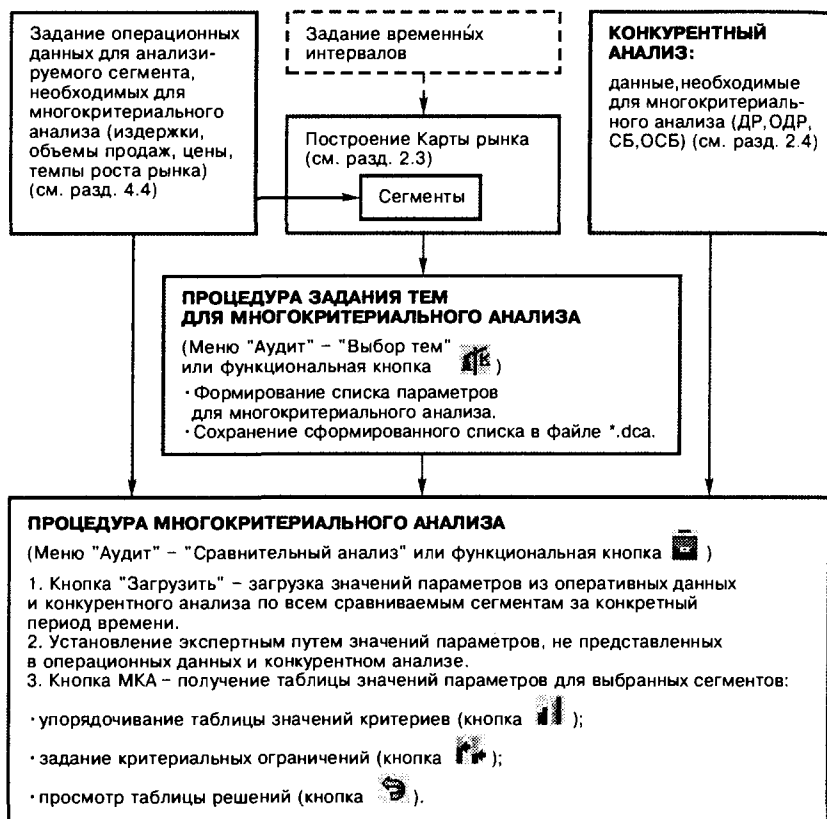 Задание операционных
данных для анализи-
руемого сегмента,
необходимых для
многокритериального
анализа (издержки,
объемы продаж, цены,
темпы роста рынка)
(см. разд. 4.4)
Задание временных
интервалов
Построение Карты рынка
(см. разд. 2.3)
Сегменты
КОНКУРЕНТНЫЙ
АНАЛИЗ:
данные,необходимые
для многокритериаль-
ного анализа (ДР,ОДР,
СБ,ОСБ) (см. разд. 2.4)
ПРОЦЕДУРА ЗАДАНИЯ ТЕМ
ДЛЯ МНОГОКРИТЕРИАЛЬНОГО АНАЛИЗА
(Меню "Аудит" – "Выбор тем"
или функциональная кнопка )
· Формирование списка параметров
для многокритериального анализа.
· Сохранение сформированного списка в файле *.dca.
ПРОЦЕДУРА МНОГОКРИТЕРИАЛЬНОГО АНАЛИЗА
(Меню "Аудит" – "Сравнительный анализ" или функциональная кнопка )
1. Кнопка "Загрузить" – загрузка значений параметров из оперативных данных
и конкурентного анализа по всем сравниваемым сегментам за конкретный
период времени.
2. Установление экспертным путем значений параметров, не представленных
в операционных данных и конкурентном анализе.
3. Кнопка МКА – получение таблицы значений параметров для выбранных сегментов:
· упорядочивание таблицы значений критериев (кнопка );
· задание критериальных ограничений (кнопка );
· просмотр таблицы решений (кнопка ).